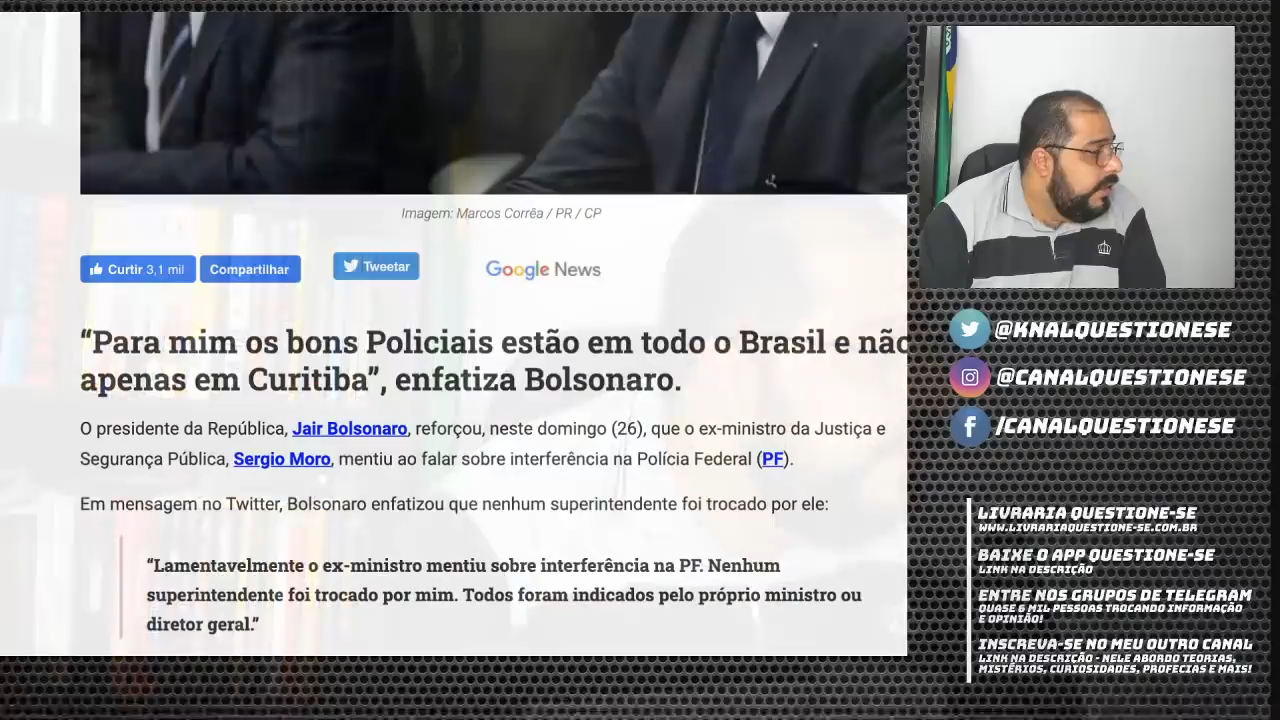 Imagem: Marcos Corrêa / PR / CP
Curtir 3,1 mil
Compartilhar
Tweetar
Google News
“Para mim os bons Policiais estão em todo o Brasil e não
apenas em Curitiba”, enfatiza Bolsonaro.
O presidente da República, Jair Bolsonaro, reforçou, neste domingo (26), que o ex-ministro da Justiça e
Segurança Pública, Sergio Moro, mentiu ao falar sobre interferência na Polícia Federal (PF).
Em mensagem no Twitter, Bolsonaro enfatizou que nenhum superintendente foi trocado por ele:
“Lamentavelmente o ex-ministro mentiu sobre interferência na PF. Nenhum
superintendente foi trocado por mim. Todos foram indicados pelo próprio ministro ou
diretor geral.”
@KNALQUESTIONESE
@CANALQUESTIONESE
/CANALQUESTIONESE
LIVRARIA QUESTIONE-SE
WWW.LIVRARIAQUESTIONE-SE.COM.BR
BAIXE O APP QUESTIONE-SE
LINK NA DESCRIÇÃO
ENTRE NOS GRUPOS DE TELEGRAM
QUASE 6 MIL PESSOAS TROCANDO INFORMAÇÃO
E OPINIÃO!
INSCREVA-SE NO MEU OUTRO CANAL
LINK NA DESCRIÇÃO - NELE ABORDO TEORIAS,
MISTÉRIOS, CURIOSIDADES, PROFECIAS E MAIS!